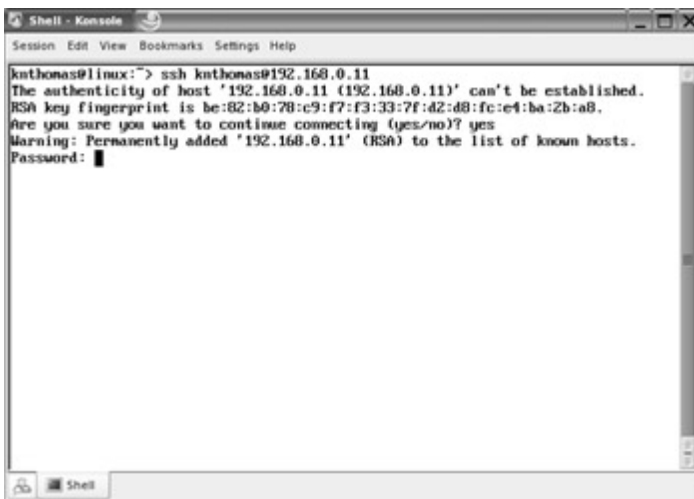 Shell - Konsole
Session Edit View Bookmarks Settings Help
knthomas@linux:~> ssh knthomas@192.168.0.11
The authenticity of host '192.168.0.11 (192.168.0.11)' can't be established.
RSA key fingerprint is be:82:b0:78:c9:f7:f3:33:7f:d2:d8:fc:e4:ba:2b:a8.
Are you sure you want to continue connecting (yes/no)? yes
Warning: Permanently added '192.168.0.11' (RSA) to the list of known hosts.
Password:
Shell